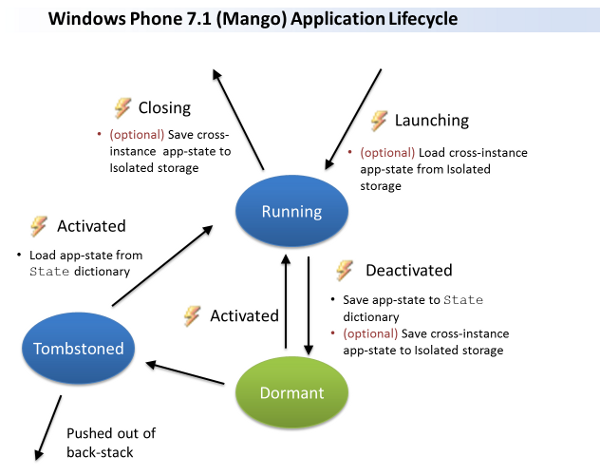 Windows Phone 7.1 (Mango) Application Lifecycle
Closing
• (optional) Save cross-
instance app-state to
Isolated storage
Launching
• (optional) Load cross-instance
app-state from Isolated
storage
Running
Activated
• Load app-state from
State dictionary
Deactivated
• Save app-state to State
dictionary
• (optional) Save cross-instance
app-state to Isolated storage
Activated
Tombstoned
Dormant
Pushed out of
back-stack